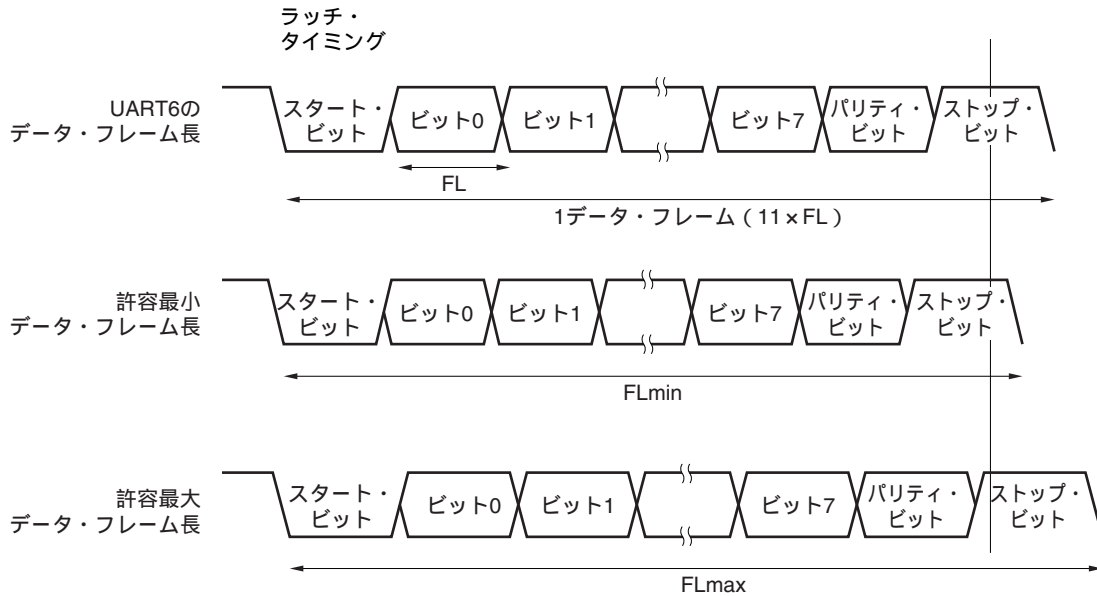 ラッチ・
タイミング
UART6の
データ・フレーム長
スタート・
ビット
ビット0
ビット1
ビット7
パリティ・
ビット
ストップ・
ビット
FL
1データ・フレーム(11×FL)
許容最小
データ・フレーム長
スタート・
ビット
ビット0
ビット1
ビット7
パリティ・
ビット
ストップ・
ビット
FLmin
許容最大
データ・フレーム長
スタート・
ビット
ビット0
ビット1
ビット7
パリティ・
ビット
ストップ・
ビット
FLmax